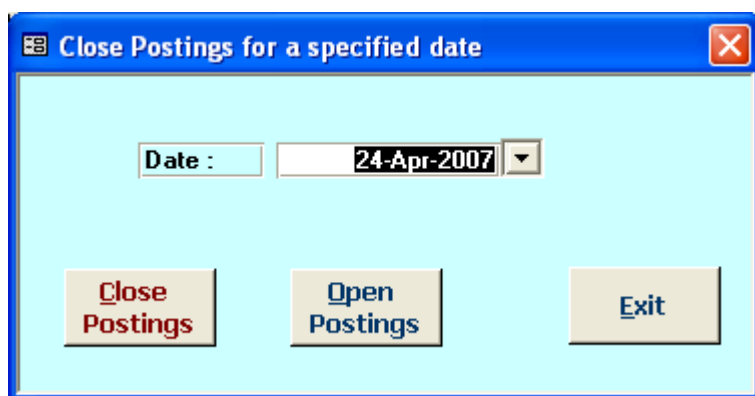 Close Postings for a specified date
Date : 24-Apr-2007
Close Postings
Open Postings
Exit